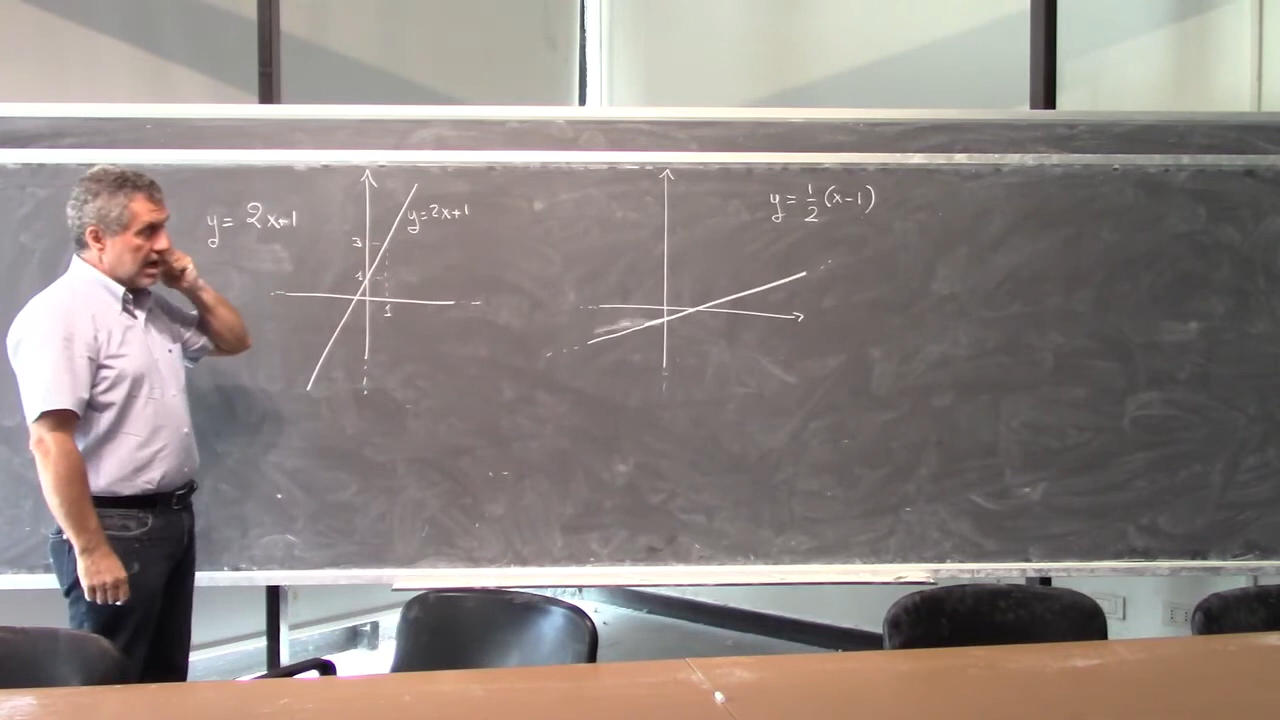 y = 2x+1
y=2x+1
3
1
1
y = 1/2 (x-1)